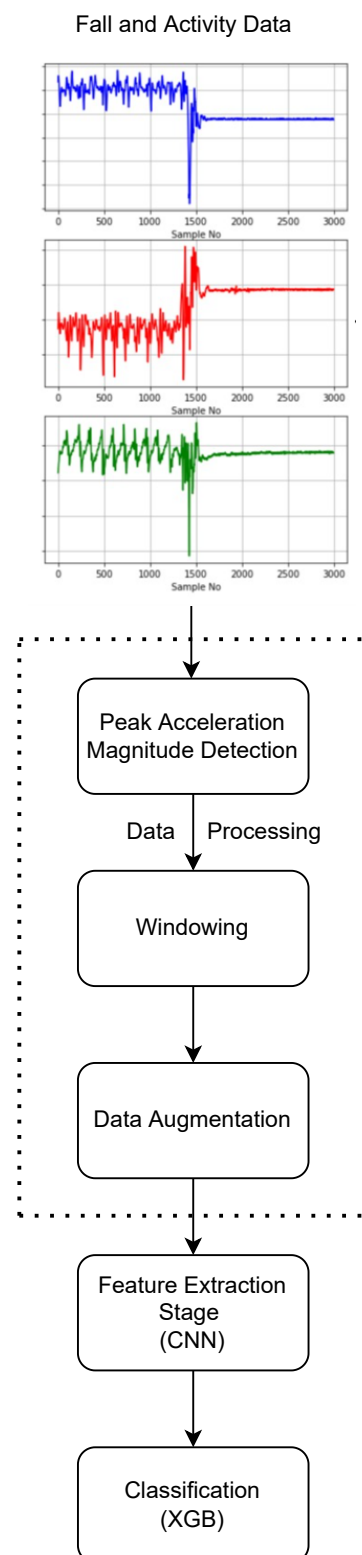 Fall and Activity Data
0 500 1000 1500 2000 2500 3000
Sample No
0 500 1000 1500 2000 2500 3000
Sample No
0 500 1000 1500 2000 2500 3000
Sample No
Peak Acceleration
Magnitude Detection
Data Processing
Windowing
Data Augmentation
Feature Extraction
Stage
(CNN)
Classification
(XGB)